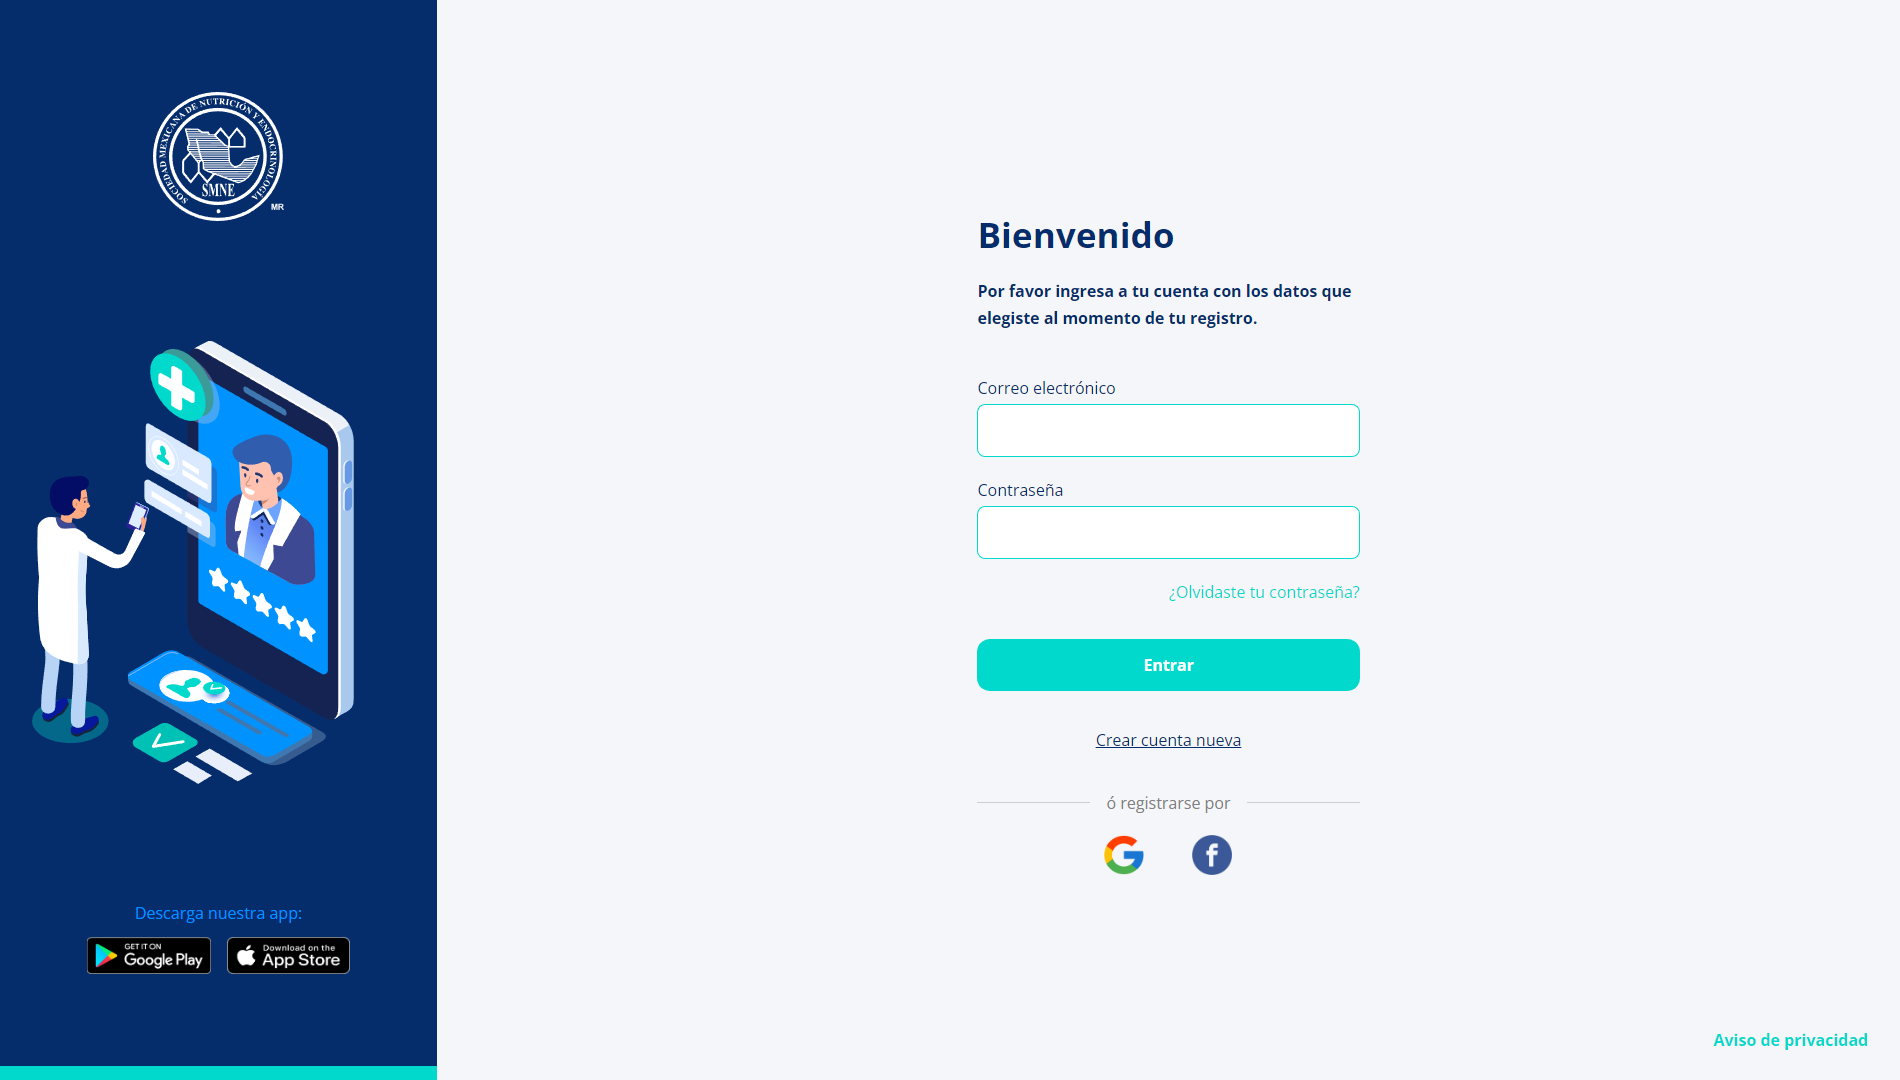 SOCIEDAD MEXICANA DE NUTRICIÓN Y ENDOCRINOLOGÍA
SMNE
MR
Descarga nuestra app:
GET IT ON
Google Play
Download on the
App Store
Bienvenido
Por favor ingresa a tu cuenta con los datos que
elegiste al momento de tu registro.
Correo electrónico
Contraseña
¿Olvidaste tu contraseña?
Entrar
Crear cuenta nueva
ó registrarse por
Aviso de privacidad